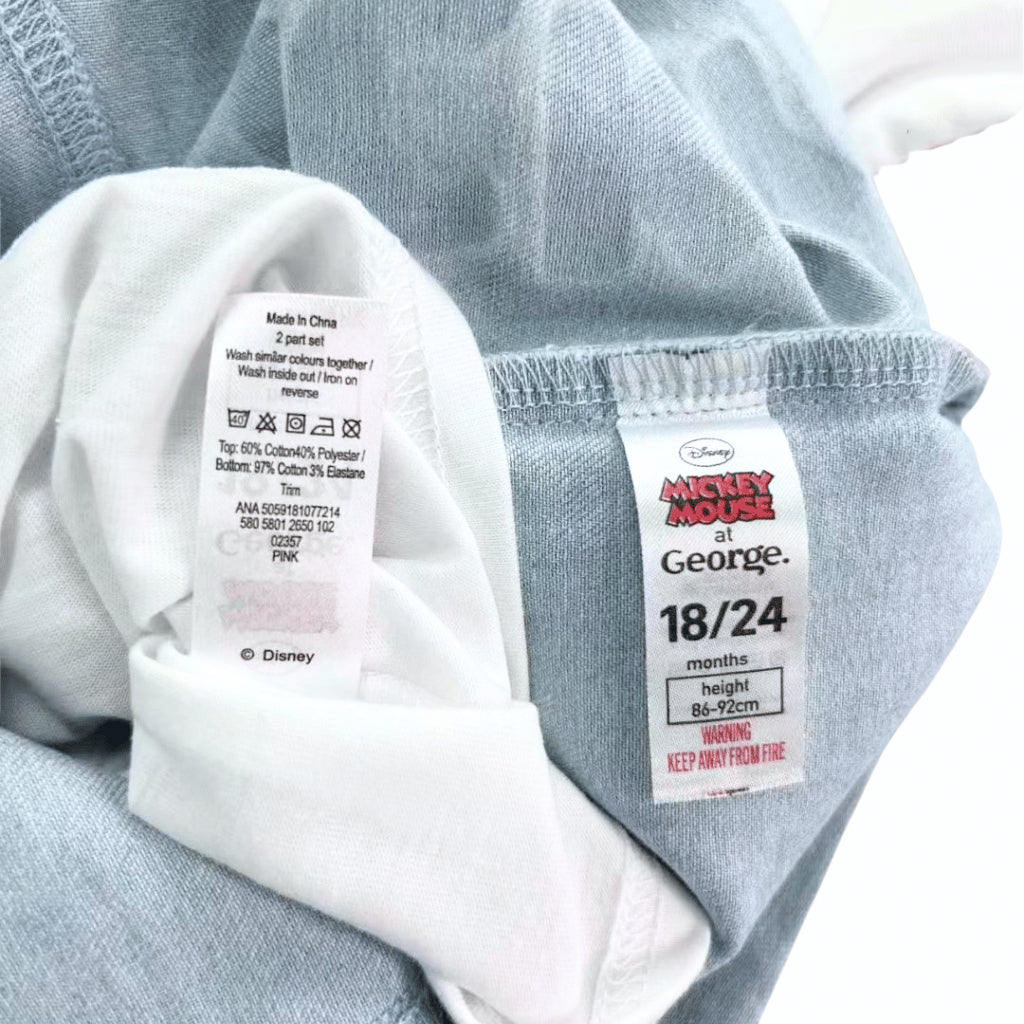 Made In Chna
2 part set
Wash similar colours together /
Wash inside out / Iron on
reverse
40
Top: 60% Cotton40% Polyester /
Bottom: 97% Cotton 3% Elastane
Trim
ANA 5059181077214
580 5801 2650 102
02357
PINK
© Disney
Disney
MICKEY
MOUSE
at
George.
18/24
months
height
86-92cm
WARNING
KEEP AWAY FROM FIRE